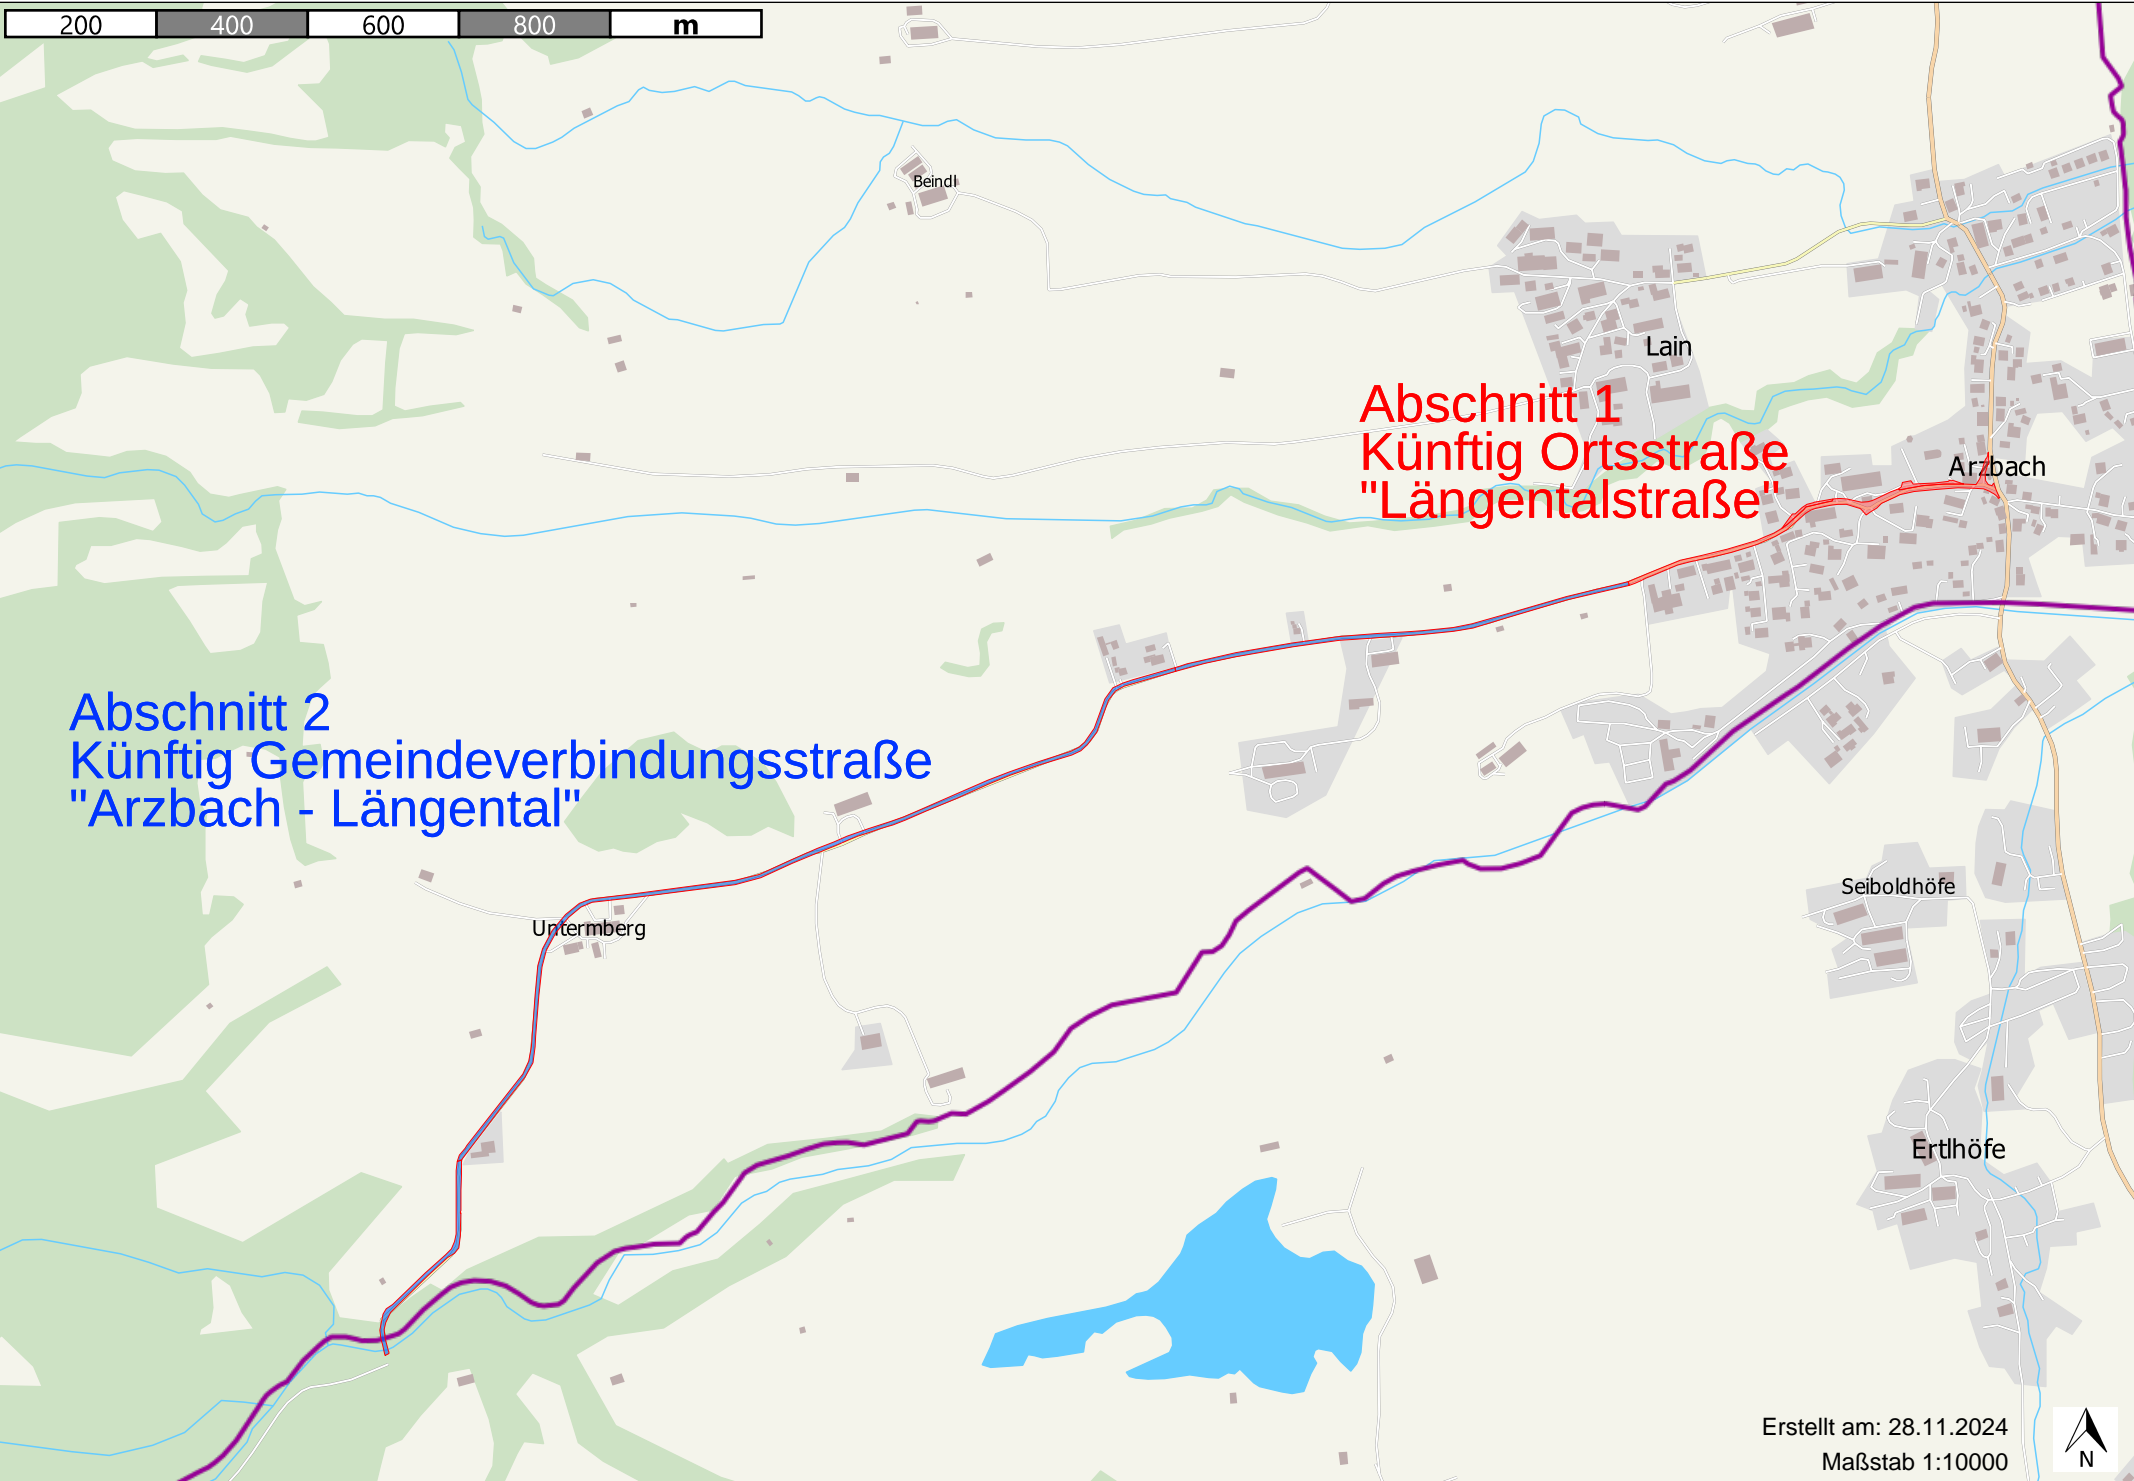 200 400 600 800 m
Beindl
Lain
Abschnitt 1
Künftig Ortsstraße
"Längentalstraße"
Arzbach
Abschnitt 2
Künftig Gemeindeverbindungsstraße
"Arzbach - Längental"
Untermberg
Seiboldhöfe
Ertlhöfe
Erstellt am: 28.11.2024
Maßstab 1:10000
N